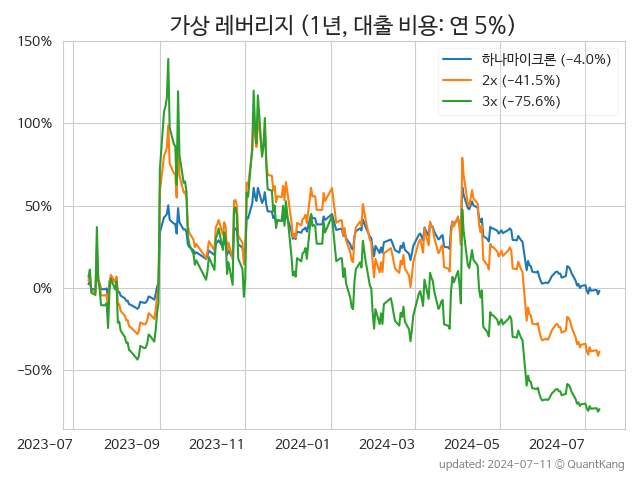 가상 레버리지 (1년, 대출 비용: 연 5%)
150%
100%
50%
0%
−50%
하나마이크론 (−4.0%)
2x (−41.5%)
3x (−75.6%)
2023-07 2023-09 2023-11 2024-01 2024-03 2024-05 2024-07
updated: 2024-07-11 © QuantKang